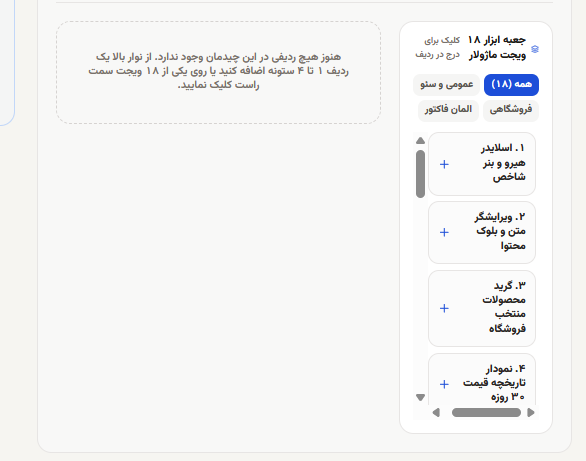 جعبه ابزار ۱۸
ویجت ماژولار
کلیک برای
درج در ردیف
همه (۱۸)
عمومی و سئو
فروشگاهی
المان فاکتور
۱. اسلایدر
هیرو و بنر
شاخص
+
۲. ویرایشگر
متن و بلوک
محتوا
+
۳. گرید
محصولات
منتخب
فروشگاه
+
۴. نمودار
تاریخچه قیمت
۳۰ روزه
+
هنوز هیچ ردیفی در این چیدمان وجود ندارد. از نوار بالا یک
ردیف ۱ تا ۴ ستونه اضافه کنید یا روی یکی از ۱۸ ویجت سمت
راست کلیک نمایید.